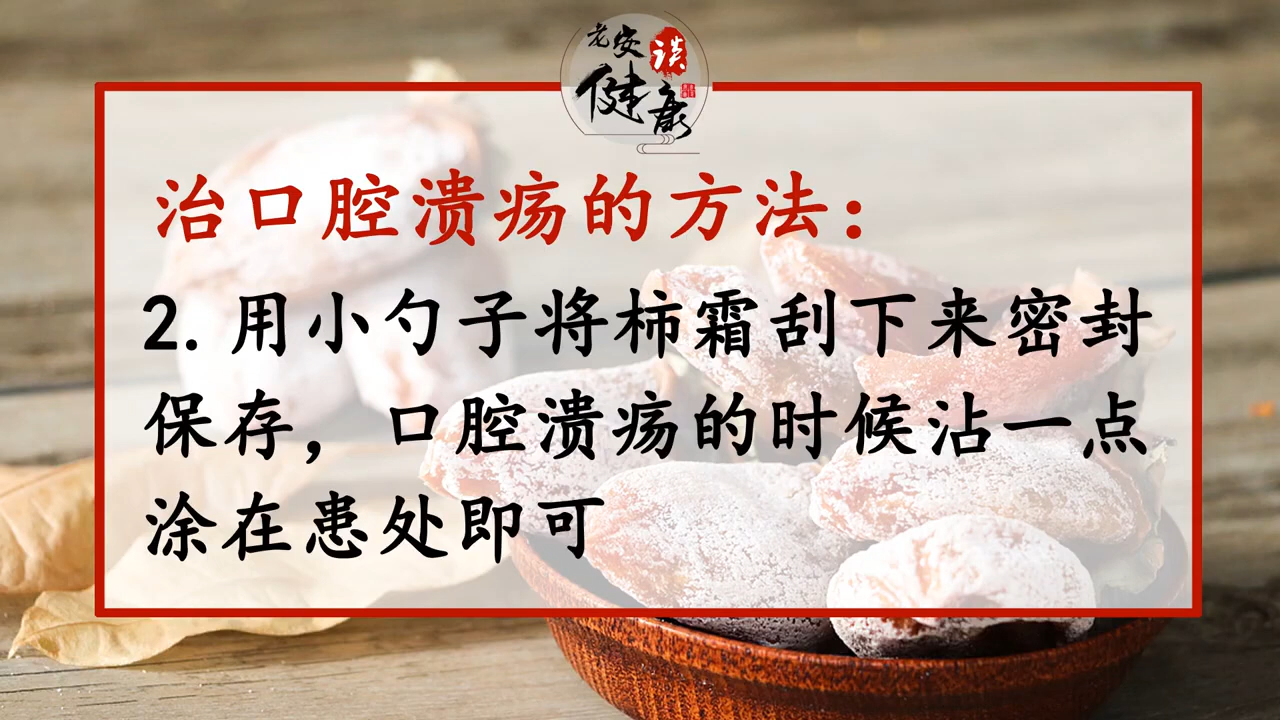 老安谈
健康
治口腔溃疡的方法：
2. 用小勺子将柿霜刮下来密封
保存，口腔溃疡的时候沾一点
涂在患处即可